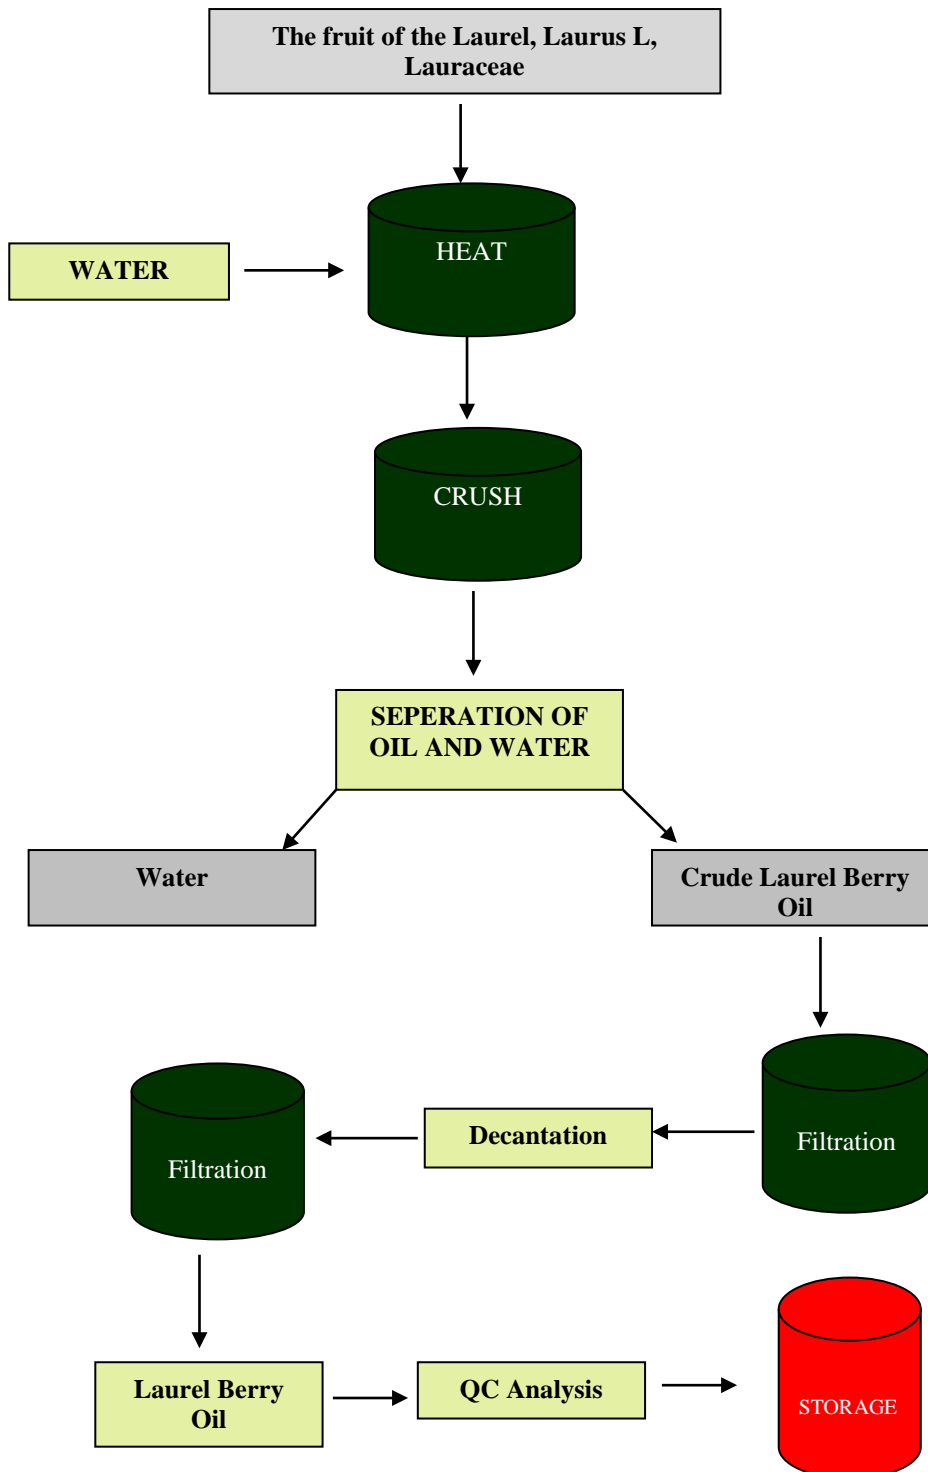 The fruit of the Laurel, Laurus L,
Lauraceae
HEAT
WATER
CRUSH
SEPERATION OF
OIL AND WATER
Water
Crude Laurel Berry
Oil
Filtration
Decantation
Filtration
Laurel Berry
Oil
QC Analysis
STORAGE